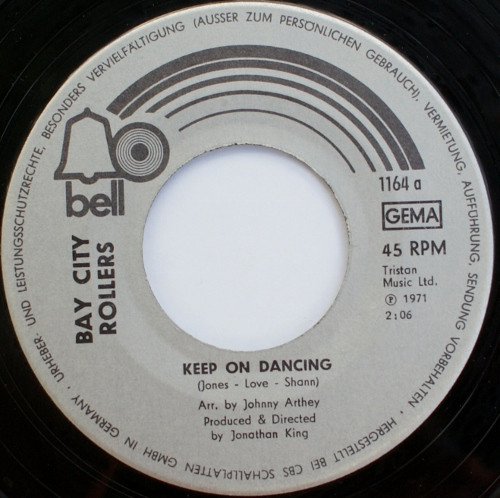 URHEBER- UND LEISTUNGSSCHUTZRECHTE, BESONDERS VERVIELFÄLTIGUNG (AUSSER ZUM PERSÖNLICHEN GEBRAUCH), VERMIETUNG, AUFFÜHRUNG, SENDUNG VORBEHALTEN • HERGESTELLT BEI CBS SCHALLPLATTEN GMBH IN GERMANY •
bell
BAY CITY
ROLLERS
1164 a
GEMA
45 RPM
Tristan
Music Ltd.
℗ 1971
2:06
KEEP ON DANCING
(Jones - Love - Shann)
Arr. by Johnny Arthey
Produced & Directed
by Jonathan King